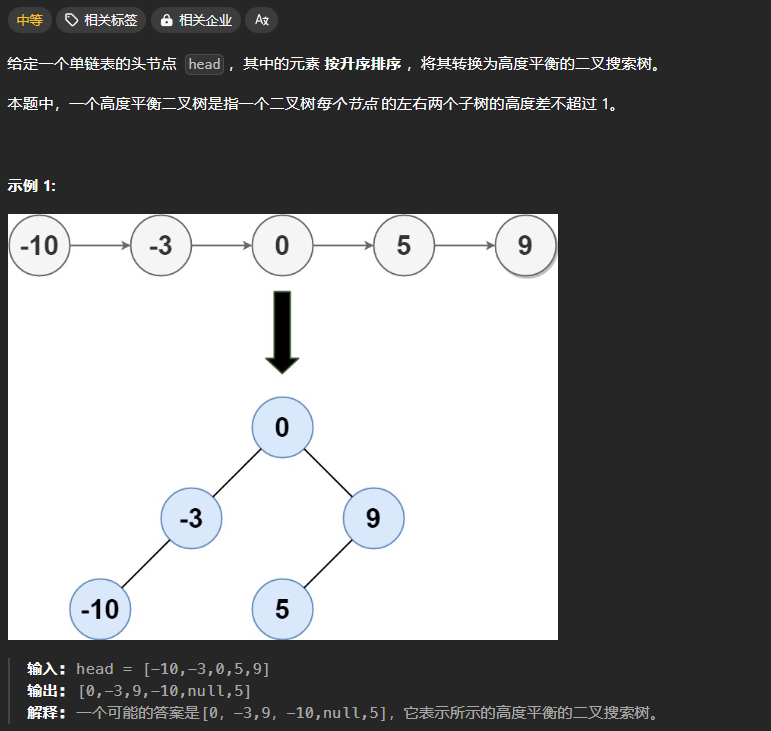 中等 相关标签 相关企业
给定一个单链表的头节点 head ，其中的元素 按升序排序 ，将其转换为高度平衡的二叉搜索树。
本题中，一个高度平衡二叉树是指一个二叉树每个节点 的左右两个子树的高度差不超过 1。
示例 1:
-10 -3 0 5 9
0
-3 9
-10 5
输入: head = [-10,-3,0,5,9]
输出: [0,-3,9,-10,null,5]
解释: 一个可能的答案是[0，-3,9，-10,null,5]，它表示所示的高度平衡的二叉搜索树。